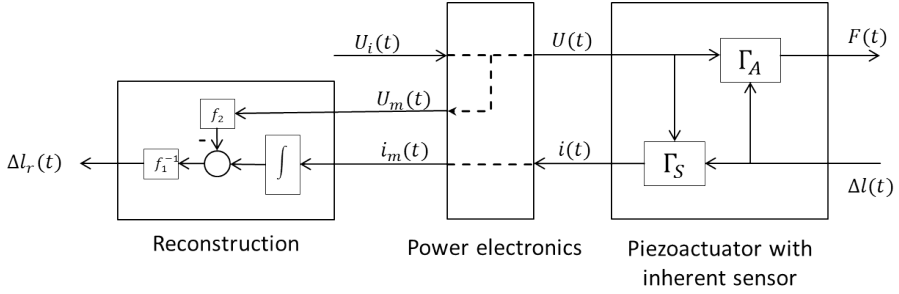 U_i(t)
U(t)
F(t)
Γ_A
f_2
U_m(t)
−
Δl_r(t)
f_1^{-1}
∫
i_m(t)
i(t)
Γ_S
Δl(t)
Reconstruction
Power electronics
Piezoactuator with
inherent sensor